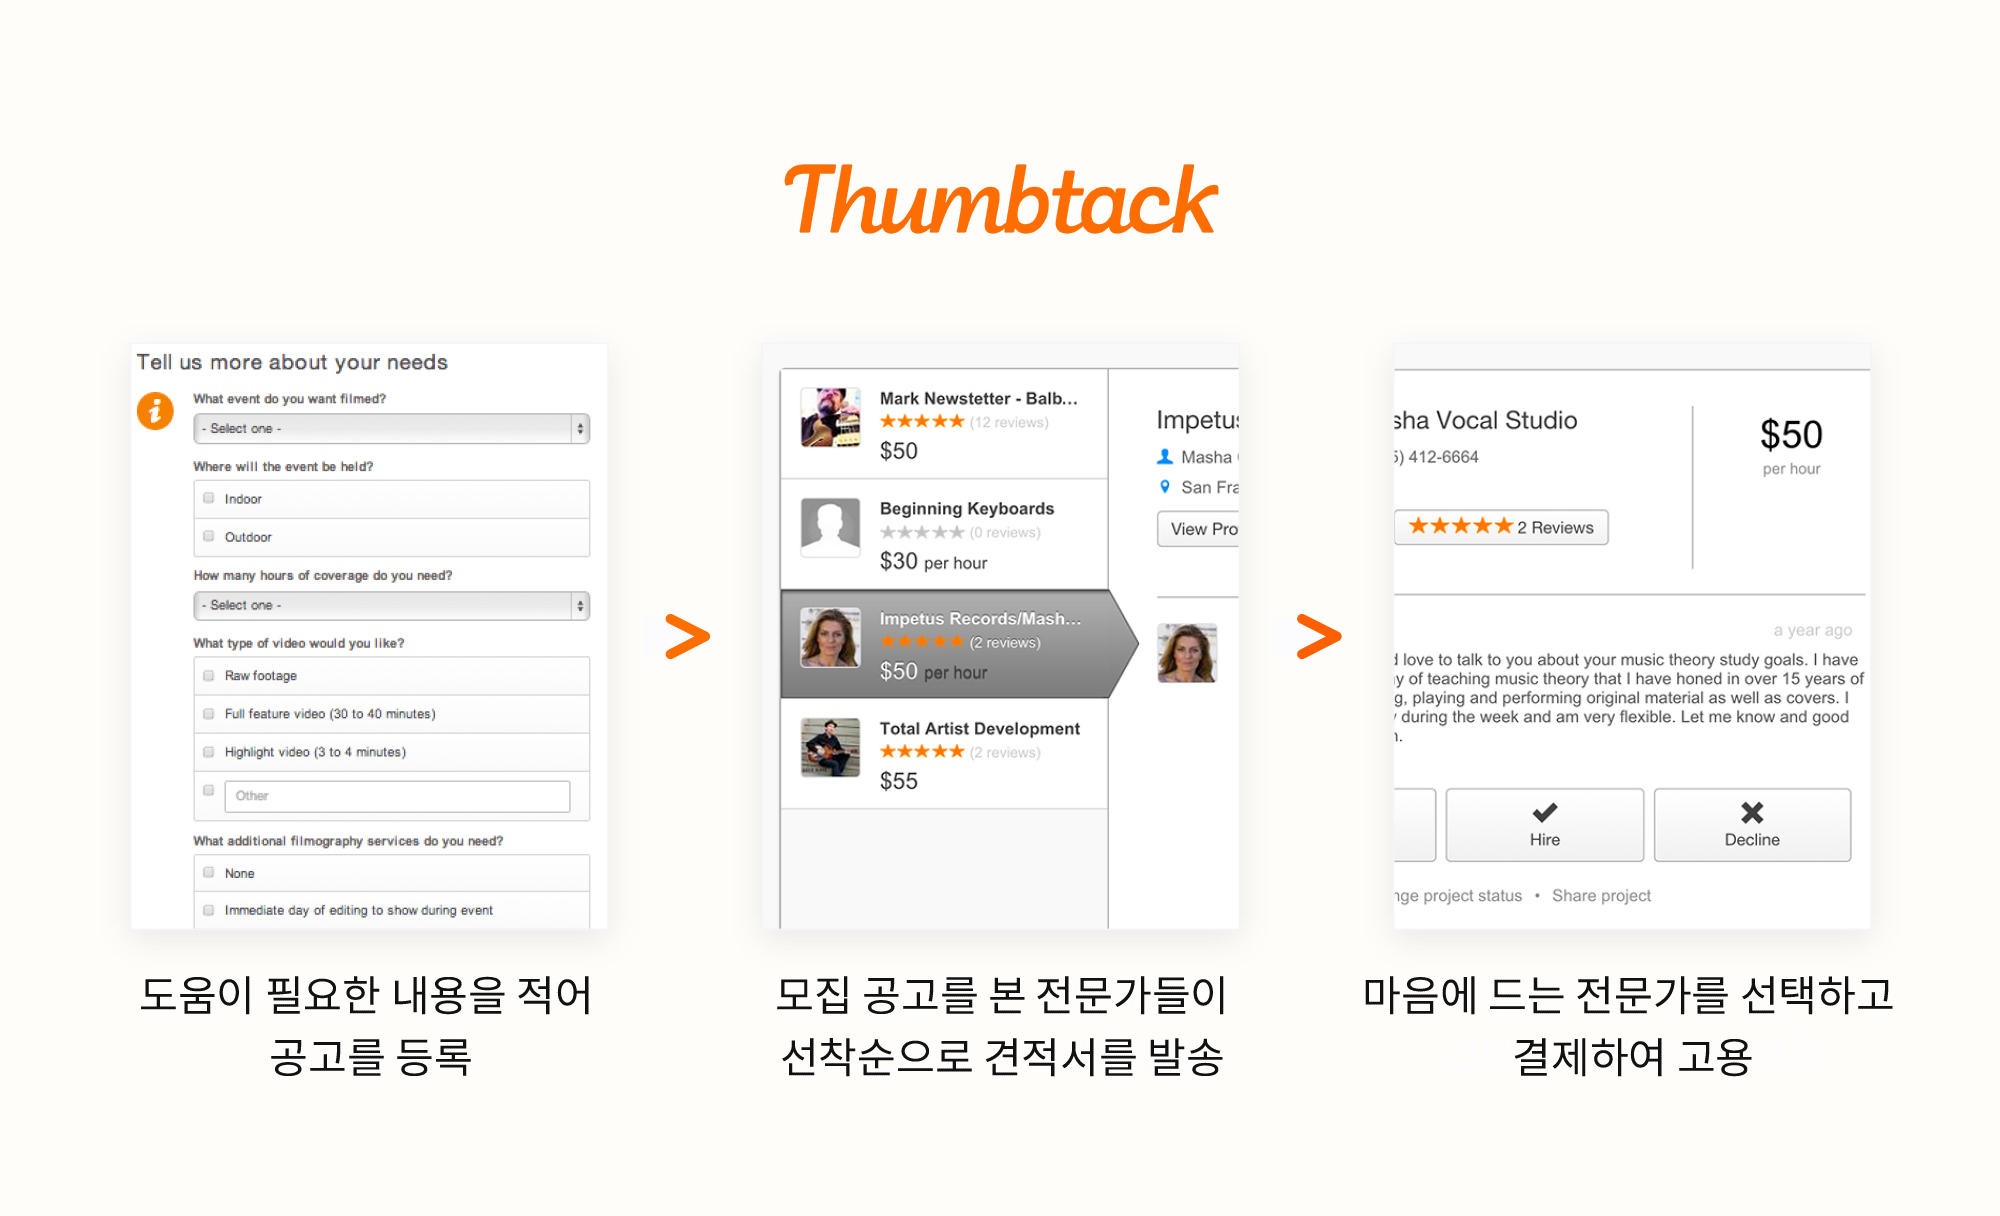 Thumbtack
Tell us more about your needs
What event do you want filmed?
- Select one -
Where will the event be held?
Indoor
Outdoor
How many hours of coverage do you need?
- Select one -
What type of video would you like?
Raw footage
Full feature video (30 to 40 minutes)
Highlight video (3 to 4 minutes)
Other
What additional filmography services do you need?
None
Immediate day of editing to show during event
도움이 필요한 내용을 적어
공고를 등록
>
Mark Newstetter - Balb...
(12 reviews)
$50
Beginning Keyboards
(0 reviews)
$30 per hour
Impetus Records/Mash...
(2 reviews)
$50 per hour
Total Artist Development
(2 reviews)
$55
Impetus
Masha
San Fra
View Pro
모집 공고를 본 전문가들이
선착순으로 견적서를 발송
>
sha Vocal Studio
5) 412-6664
2 Reviews
$50
per hour
a year ago
d love to talk to you about your music theory study goals. I have
y of teaching music theory that I have honed in over 15 years of
g, playing and performing original material as well as covers. I
during the week and am very flexible. Let me know and good
n.
Hire
Decline
nge project status • Share project
마음에 드는 전문가를 선택하고
결제하여 고용